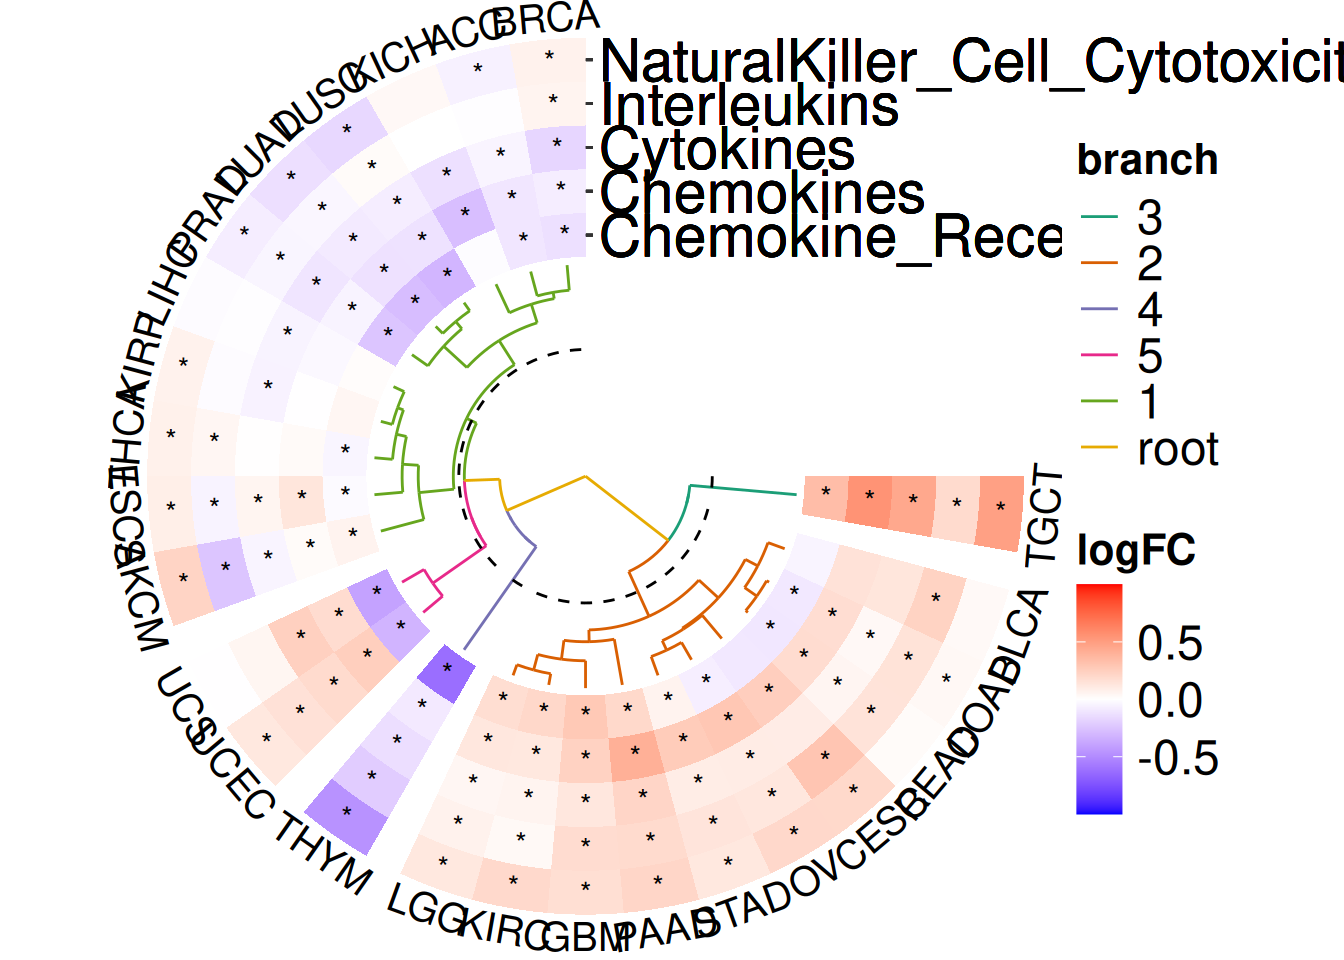 NaturalKiller_Cell_Cytotoxicit
Interleukins
Cytokines
Chemokines
Chemokine_Rece
branch
3
2
4
5
1
root
logFC
0.5
0.0
-0.5
BRCA
ACC
KICH
LUSC
LUAD
PRAD
LIHC
KIRP
THCA
ESCA
SKCM
UCS
UCEC
THYM
LGG
KIRC
GBM
PAAD
STAD
OV
CESC
READ
COAD
BLCA
TGCT